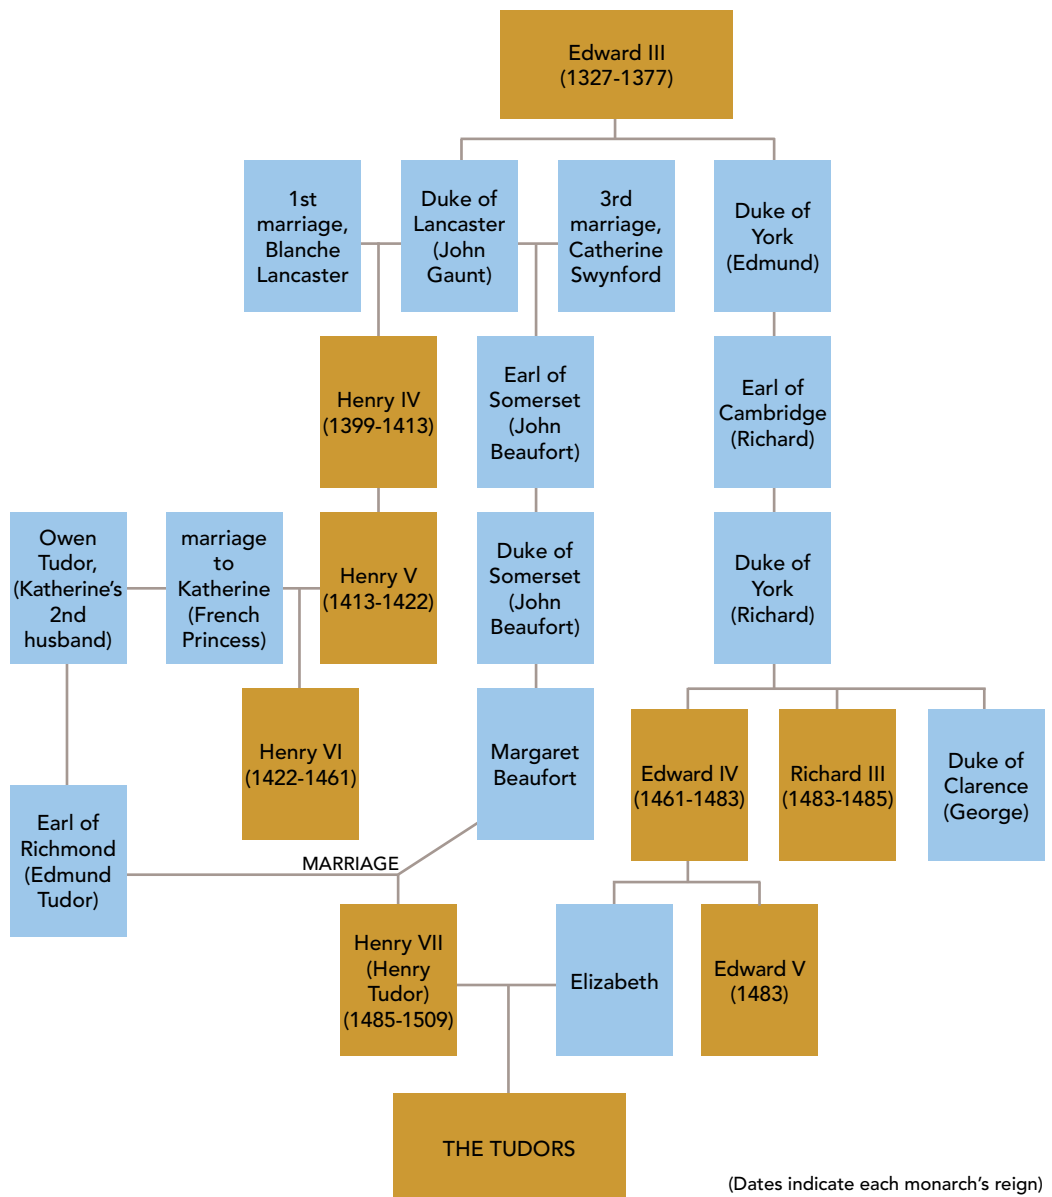 Edward III
(1327-1377)
1st
marriage,
Blanche
Lancaster
Duke of
Lancaster
(John
Gaunt)
3rd
marriage,
Catherine
Swynford
Duke of
York
(Edmund)
Henry IV
(1399-1413)
Earl of
Somerset
(John
Beaufort)
Earl of
Cambridge
(Richard)
Owen
Tudor,
(Katherine's
2nd
husband)
marriage
to
Katherine
(French
Princess)
Henry V
(1413-1422)
Duke of
Somerset
(John
Beaufort)
Duke of
York
(Richard)
Henry VI
(1422-1461)
Margaret
Beaufort
Edward IV
(1461-1483)
Richard III
(1483-1485)
Duke of
Clarence
(George)
Earl of
Richmond
(Edmund
Tudor)
MARRIAGE
Henry VII
(Henry
Tudor)
(1485-1509)
Elizabeth
Edward V
(1483)
THE TUDORS
(Dates indicate each monarch's reign)